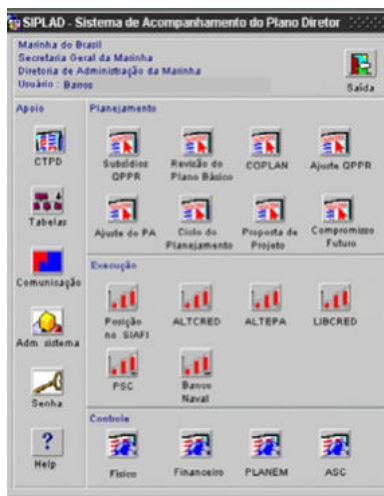 SIPLAD - Sistema de Acompanhamento do Plano Diretor
Marinha do Brasil
Secretaria Geral da Marinha
Diretoria de Administração da Marinha
Usuário : Barros
Saída
Apoio
CTPD
Tabelas
Comunicação
Adm sistema
Senha
?
Help
Planejamento
Subsídios OPPR
Revisão do Plano Básico
COPLAN
Ajuste OPPR
Ajuste do PA
Ciclo do Planejamento
Proposta de Projeto
Compromisso Futuro
Execução
Posição no SIAFI
ALTCRED
ALTEPA
LIBCRED
PSC
Banco Naval
Controle
Físico
Financeiro
PLANEM
ASC